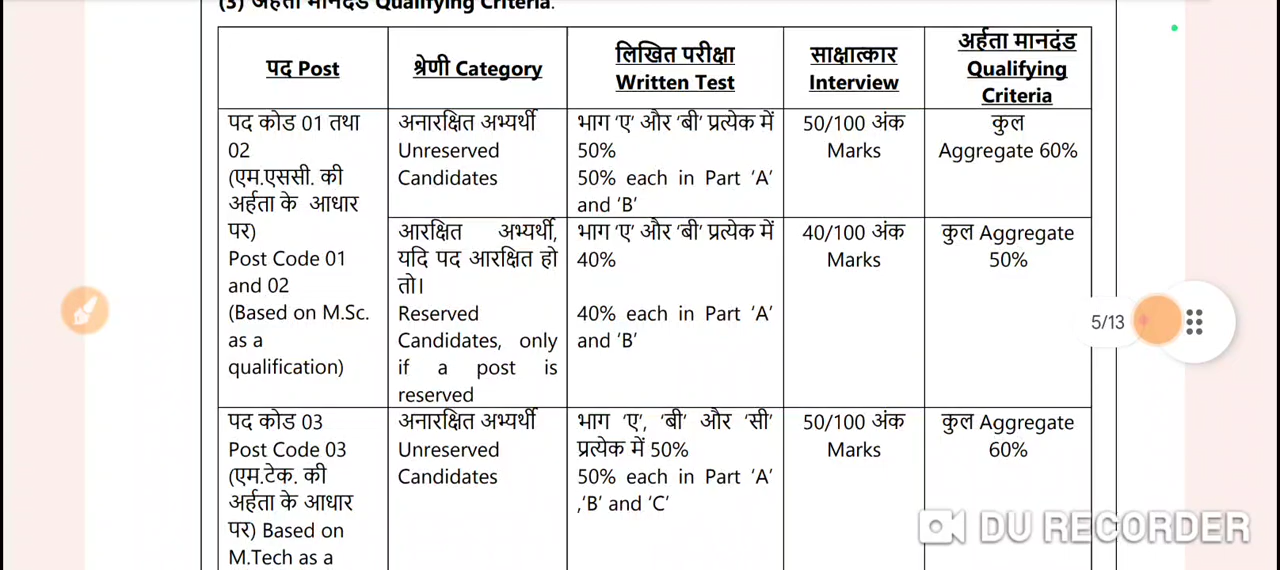 (3) अर्हता मानदंड Qualifying Criteria:
पद Post
श्रेणी Category
लिखित परीक्षा
Written Test
साक्षात्कार
Interview
अर्हता मानदंड
Qualifying
Criteria
पद कोड 01 तथा
02
(एम.एससी. की
अर्हता के आधार
पर)
Post Code 01
and 02
(Based on M.Sc.
as a
qualification)
अनारक्षित अभ्यर्थी
Unreserved
Candidates
भाग ‘ए’ और ‘बी’ प्रत्येक में
50%
50% each in Part ‘A’
and ‘B’
50/100 अंक
Marks
कुल
Aggregate 60%
आरक्षित अभ्यर्थी,
यदि पद आरक्षित हो
तो।
Reserved
Candidates, only
if a post is
reserved
भाग ‘ए’ और ‘बी’ प्रत्येक में
40%
40% each in Part ‘A’
and ‘B’
40/100 अंक
Marks
कुल Aggregate
50%
पद कोड 03
Post Code 03
(एम.टेक. की
अर्हता के आधार
पर) Based on
M.Tech as a
अनारक्षित अभ्यर्थी
Unreserved
Candidates
भाग ‘ए’, ‘बी’ और ‘सी’
प्रत्येक में 50%
50% each in Part ‘A’
,‘B’ and ‘C’
50/100 अंक
Marks
कुल Aggregate
60%
5/13
DU RECORDER